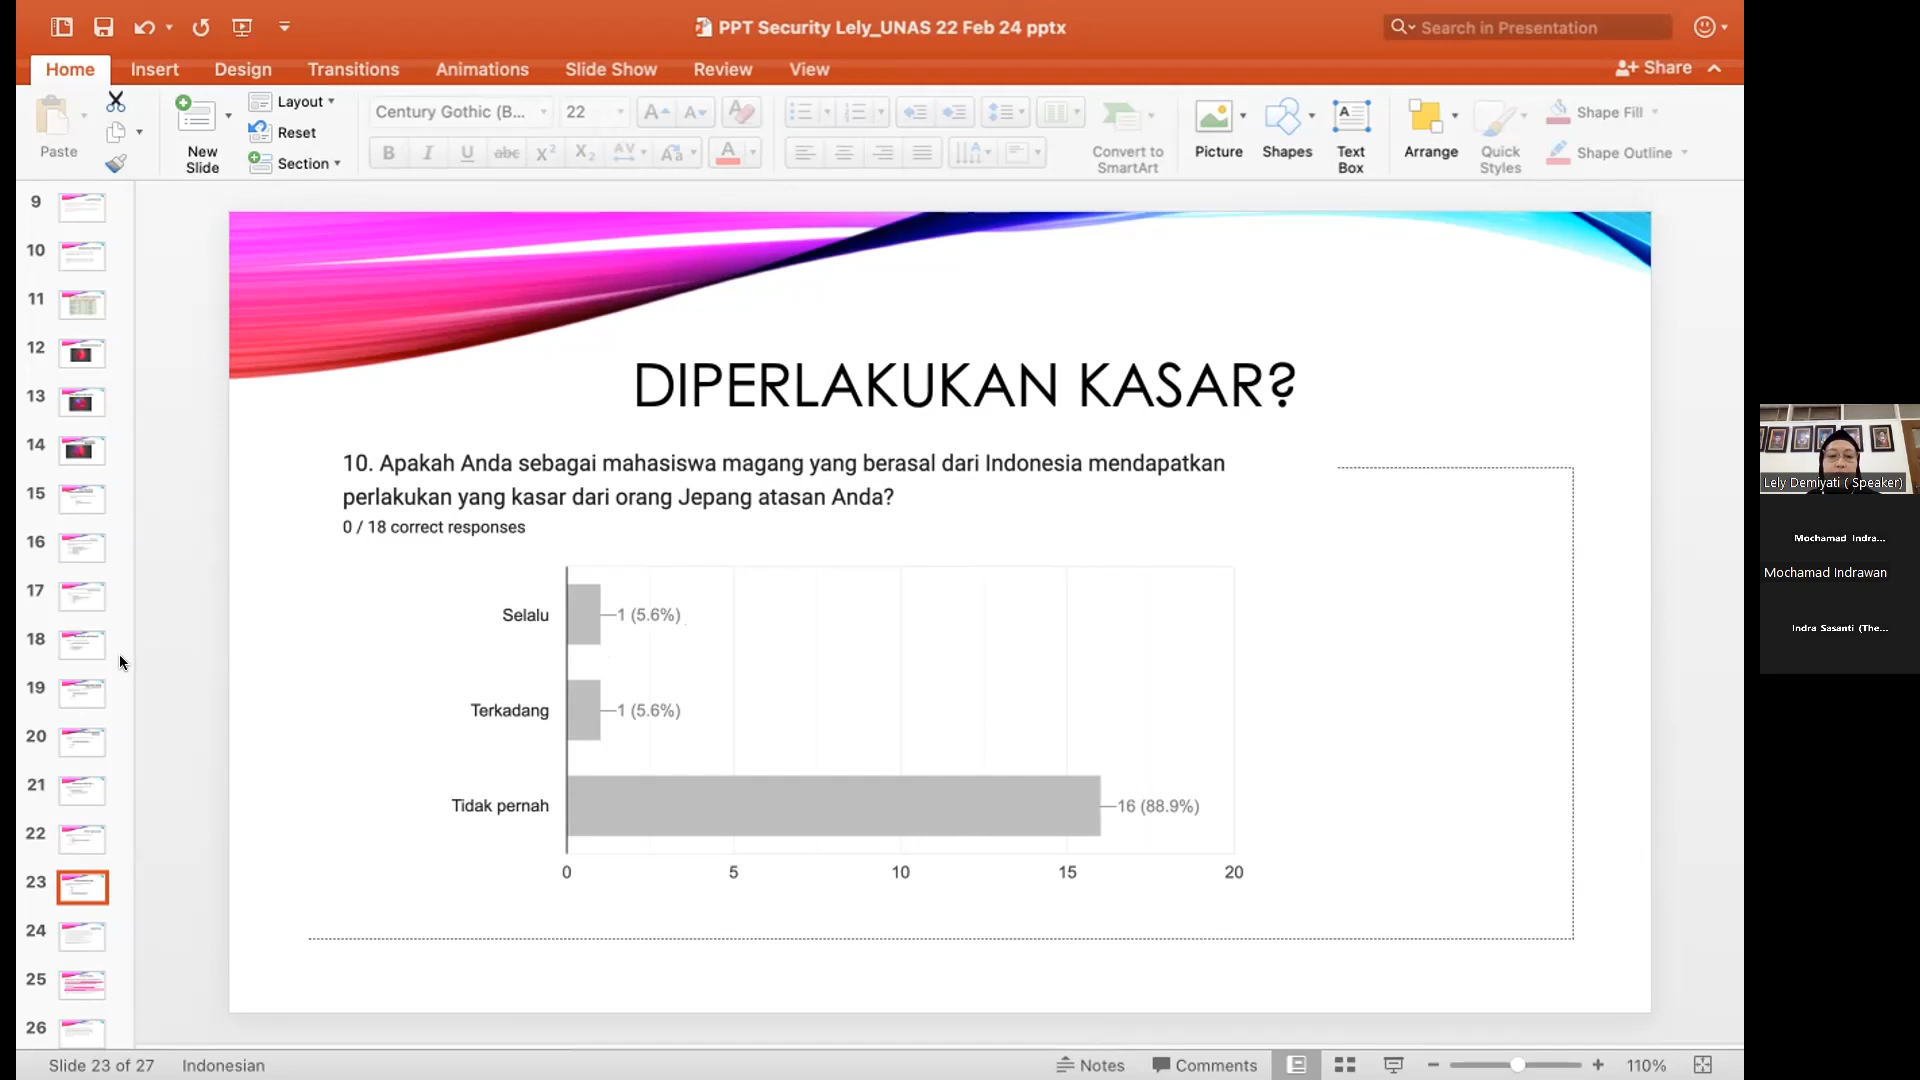 PPT Security Lely_UNAS 22 Feb 24 pptx
Search in Presentation
Home Insert Design Transitions Animations Slide Show Review View
Share
Paste
New Slide
Layout
Reset
Section
Century Gothic (B... 22
B I U abc X² X₂ AV Aa A
Convert to SmartArt
Picture
Shapes
Text Box
Arrange
Quick Styles
Shape Fill
Shape Outline
9
10
11
12
13
14
15
16
17
18
19
20
21
22
23
24
25
26
DIPERLAKUKAN KASAR?
10. Apakah Anda sebagai mahasiswa magang yang berasal dari Indonesia mendapatkan
perlakukan yang kasar dari orang Jepang atasan Anda?
0 / 18 correct responses
Selalu 1 (5.6%)
Terkadang 1 (5.6%)
Tidak pernah 16 (88.9%)
0 5 10 15 20
Lely Demiyati ( Speaker)
Mochamad Indra...
Mochamad Indrawan
Indra Sasanti (The...
Slide 23 of 27 Indonesian Notes Comments 110%